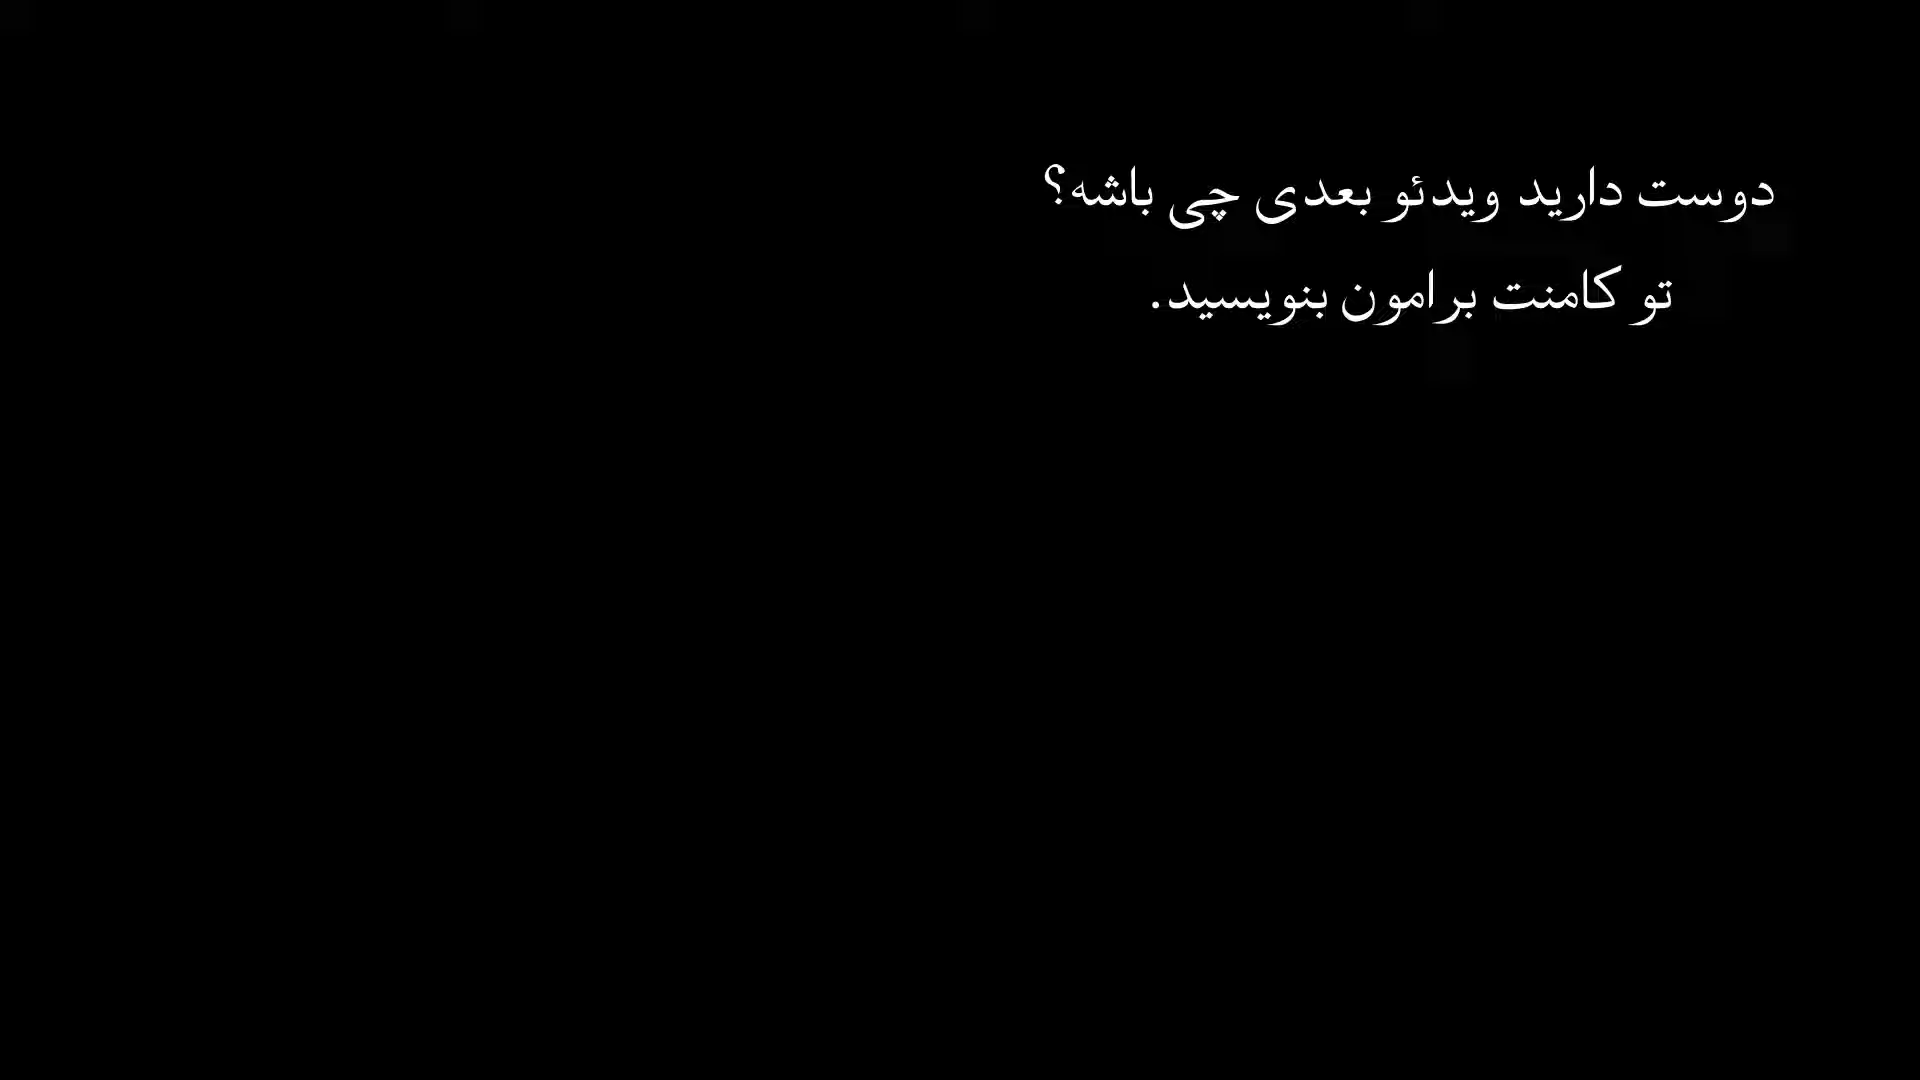 دوست دارید ویدئو بعدی چی باشه؟
تو کامنت برامون بنویسید.